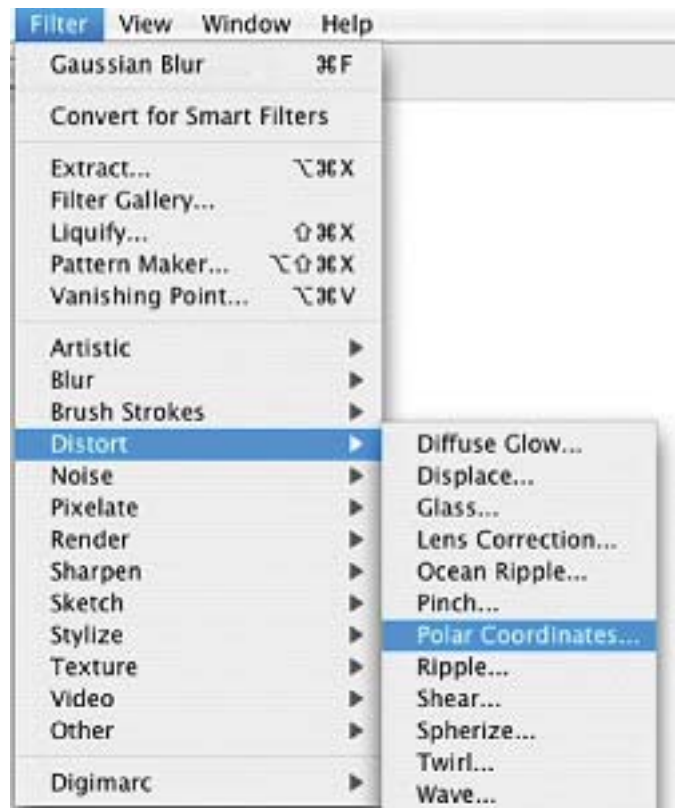 Filter View Window Help
Gaussian Blur ⌘F
Convert for Smart Filters
Extract... ⌥⌘X
Filter Gallery...
Liquify... ⇧⌘X
Pattern Maker... ⌥⇧⌘X
Vanishing Point... ⌥⌘V
Artistic
Blur
Brush Strokes
Distort
Noise
Pixelate
Render
Sharpen
Sketch
Stylize
Texture
Video
Other
Digimarc
Diffuse Glow...
Displace...
Glass...
Lens Correction...
Ocean Ripple...
Pinch...
Polar Coordinates...
Ripple...
Shear...
Spherize...
Twirl...
Wave...